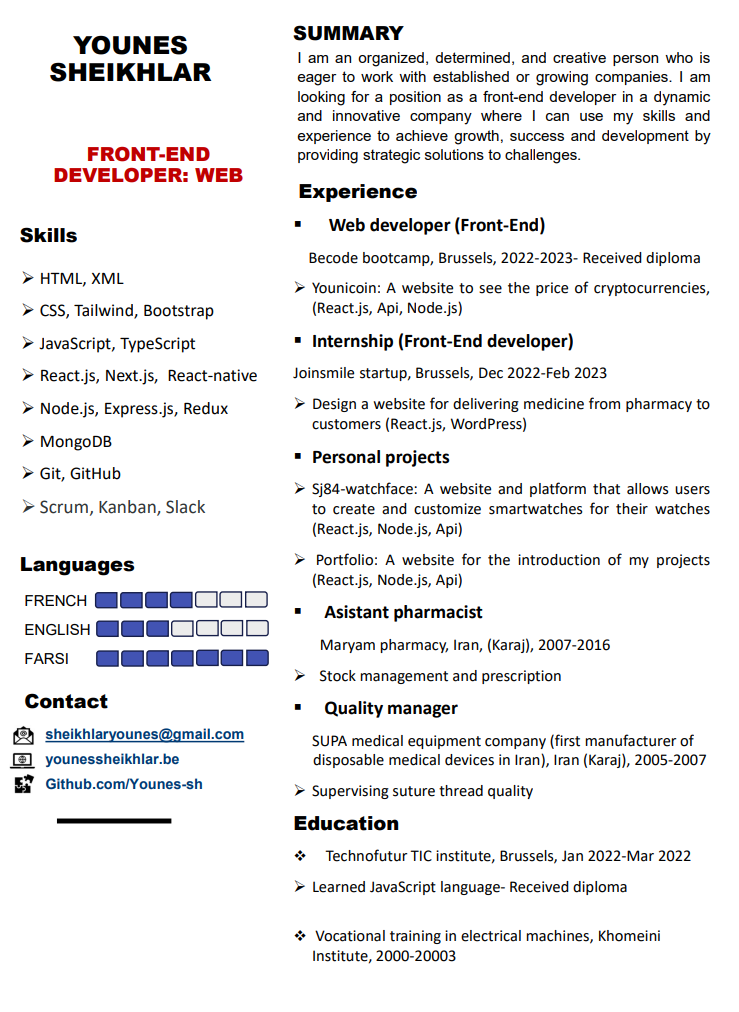 YOUNES
SHEIKHLAR
FRONT-END
DEVELOPER: WEB
Skills
HTML, XML
CSS, Tailwind, Bootstrap
JavaScript, TypeScript
React.js, Next.js, React-native
Node.js, Express.js, Redux
MongoDB
Git, GitHub
Scrum, Kanban, Slack
Languages
FRENCH
ENGLISH
FARSI
Contact
sheikhlaryounes@gmail.com
younessheikhlar.be
Github.com/Younes-sh
SUMMARY
I am an organized, determined, and creative person who is
eager to work with established or growing companies. I am
looking for a position as a front-end developer in a dynamic
and innovative company where I can use my skills and
experience to achieve growth, success and development by
providing strategic solutions to challenges.
Experience
Web developer (Front-End)
Becode bootcamp, Brussels, 2022-2023- Received diploma
Younicoin: A website to see the price of cryptocurrencies,
(React.js, Api, Node.js)
Internship (Front-End developer)
Joinsmile startup, Brussels, Dec 2022-Feb 2023
Design a website for delivering medicine from pharmacy to
customers (React.js, WordPress)
Personal projects
Sj84-watchface: A website and platform that allows users
to create and customize smartwatches for their watches
(React.js, Node.js, Api)
Portfolio: A website for the introduction of my projects
(React.js, Node.js, Api)
Asistant pharmacist
Maryam pharmacy, Iran, (Karaj), 2007-2016
Stock management and prescription
Quality manager
SUPA medical equipment company (first manufacturer of
disposable medical devices in Iran), Iran (Karaj), 2005-2007
Supervising suture thread quality
Education
Technofutur TIC institute, Brussels, Jan 2022-Mar 2022
Learned JavaScript language- Received diploma
Vocational training in electrical machines, Khomeini
Institute, 2000-20003